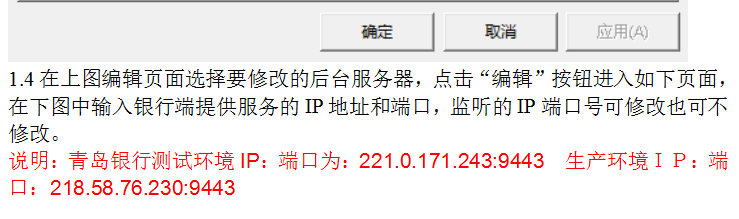 确定 取消 应用(A)
1.4 在上图编辑页面选择要修改的后台服务器，点击“编辑”按钮进入如下页面，
在下图中输入银行端提供服务的 IP 地址和端口，监听的 IP 端口号可修改也可不
修改。
说明：青岛银行测试环境 IP：端口为：221.0.171.243:9443 生产环境ＩＰ：端
口：218.58.76.230:9443